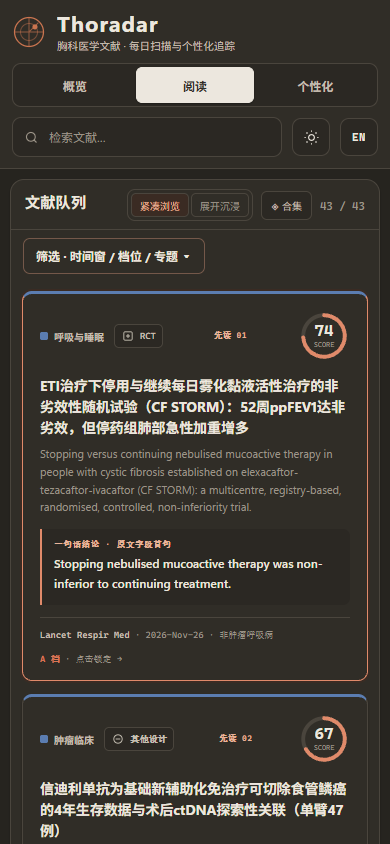 Thoradar
胸科医学文献 · 每日扫描与个性化追踪
概览
阅读
个性化
检索文献...
EN
文献队列
紧凑浏览
展开沉浸
◈ 合集
43 / 43
筛选 · 时间窗 / 档位 / 专题
呼吸与睡眠
RCT
先读 01
74
SCORE
ETI治疗下停用与继续每日雾化黏液活性治疗的非
劣效性随机试验（CF STORM）：52周ppFEV1达非
劣效，但停药组肺部急性加重增多
Stopping versus continuing nebulised mucoactive therapy in
people with cystic fibrosis established on elexacaftor-
tezacaftor-ivacaftor (CF STORM): a multicentre, registry-based,
randomised, controlled, non-inferiority trial.
一句话结论 · 原文字段首句
Stopping nebulised mucoactive therapy was non-
inferior to continuing treatment.
Lancet Respir Med · 2026-Nov-26 · 非肿瘤呼吸病
A 档 · 点击锁定 →
肿瘤临床
其他设计
先读 02
67
SCORE
信迪利单抗为基础新辅助化免治疗可切除食管鳞癌
的4年生存数据与术后ctDNA探索性关联（单臂47
例）